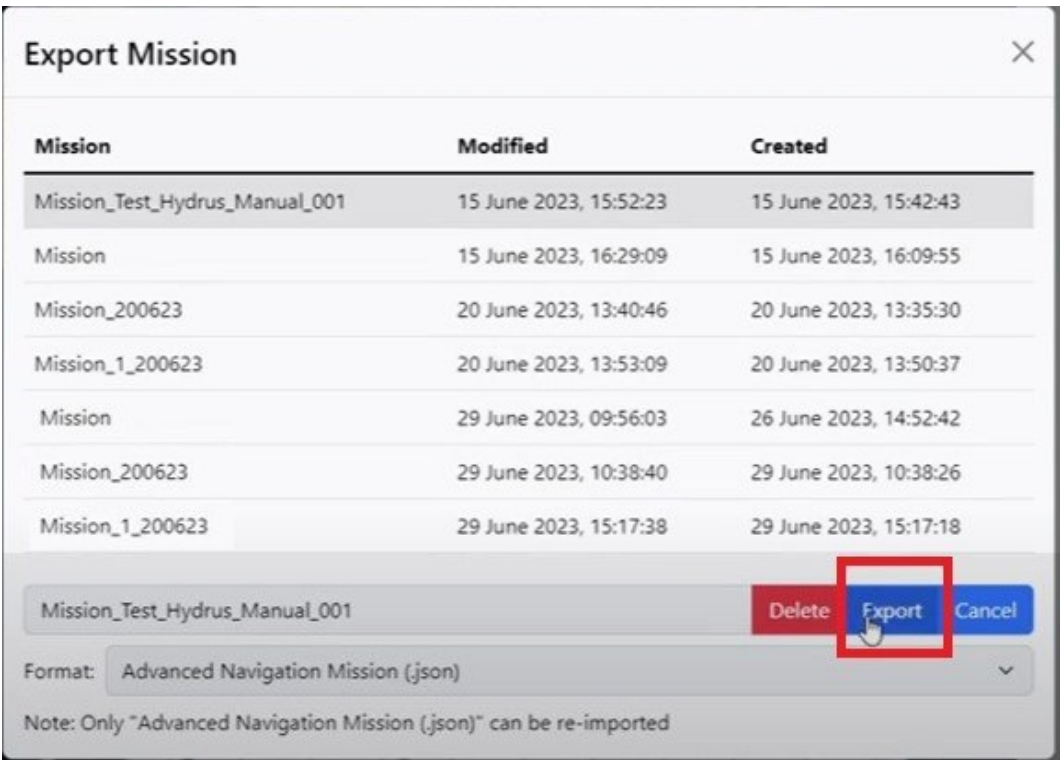 Export Mission
Mission Modified Created
Mission_Test_Hydrus_Manual_001 15 June 2023, 15:52:23 15 June 2023, 15:42:43
Mission 15 June 2023, 16:29:09 15 June 2023, 16:09:55
Mission_200623 20 June 2023, 13:40:46 20 June 2023, 13:35:30
Mission_1_200623 20 June 2023, 13:53:09 20 June 2023, 13:50:37
Mission 29 June 2023, 09:56:03 26 June 2023, 14:52:42
Mission_200623 29 June 2023, 10:38:40 29 June 2023, 10:38:26
Mission_1_200623 29 June 2023, 15:17:38 29 June 2023, 15:17:18
Mission_Test_Hydrus_Manual_001 Delete Export Cancel
Format: Advanced Navigation Mission (.json)
Note: Only "Advanced Navigation Mission (.json)" can be re-imported